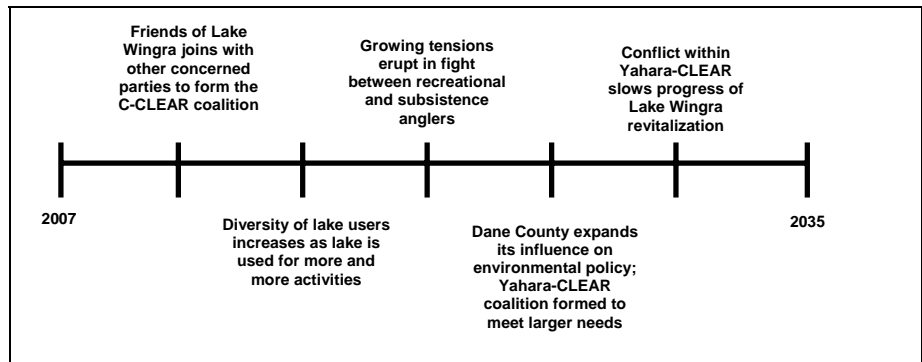 Friends of Lake
Wingra joins with
other concerned
parties to form the
C-CLEAR coalition
Growing tensions
erupt in fight
between recreational
and subsistence
anglers
Conflict within
Yahara-CLEAR
slows progress of
Lake Wingra
revitalization
2007
Diversity of lake users
increases as lake is
used for more and
more activities
Dane County expands
its influence on
environmental policy;
Yahara-CLEAR
coalition formed to
meet larger needs
2035